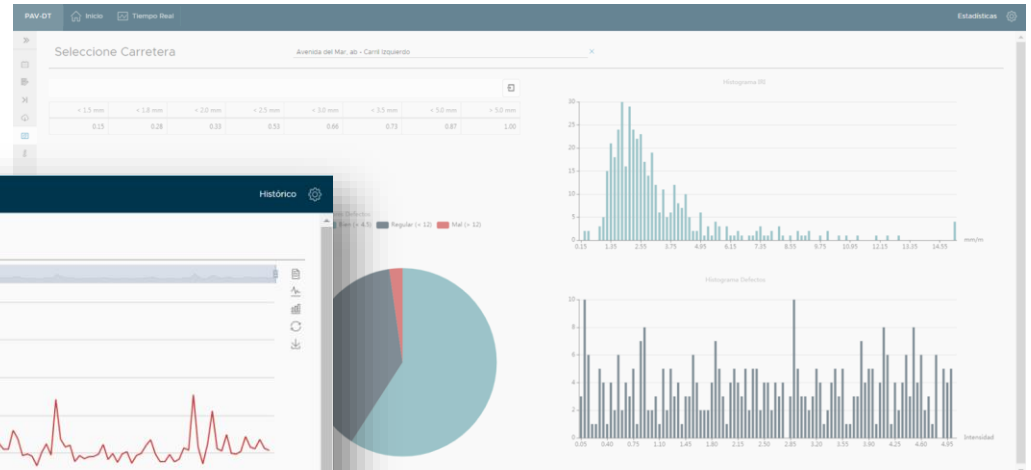 PAV-DT Inicio Tiempo Real Estadísticas
Seleccione Carretera Avenida del Mar, ab - Carril Izquierdo ×
< 1.5 mm < 1.8 mm < 2.0 mm < 2.5 mm < 3.0 mm < 3.5 mm < 5.0 mm > 5.0 mm
0.15 0.28 0.33 0.53 0.66 0.73 0.87 1.00
Histograma IRI
30
25
20
15
10
5
0
0.15 1.35 2.55 3.75 4.95 6.15 7.35 8.55 9.75 10.95 12.15 13.35 14.55 mm/m
Histórico
Defectos
Bien (< 4.5) Regular (< 12) Mal (> 12)
Histograma Defectos
10
8
6
4
2
0
0.05 0.40 0.75 1.10 1.45 1.80 2.15 2.50 2.85 3.20 3.55 3.90 4.25 4.60 4.95 Intensidad